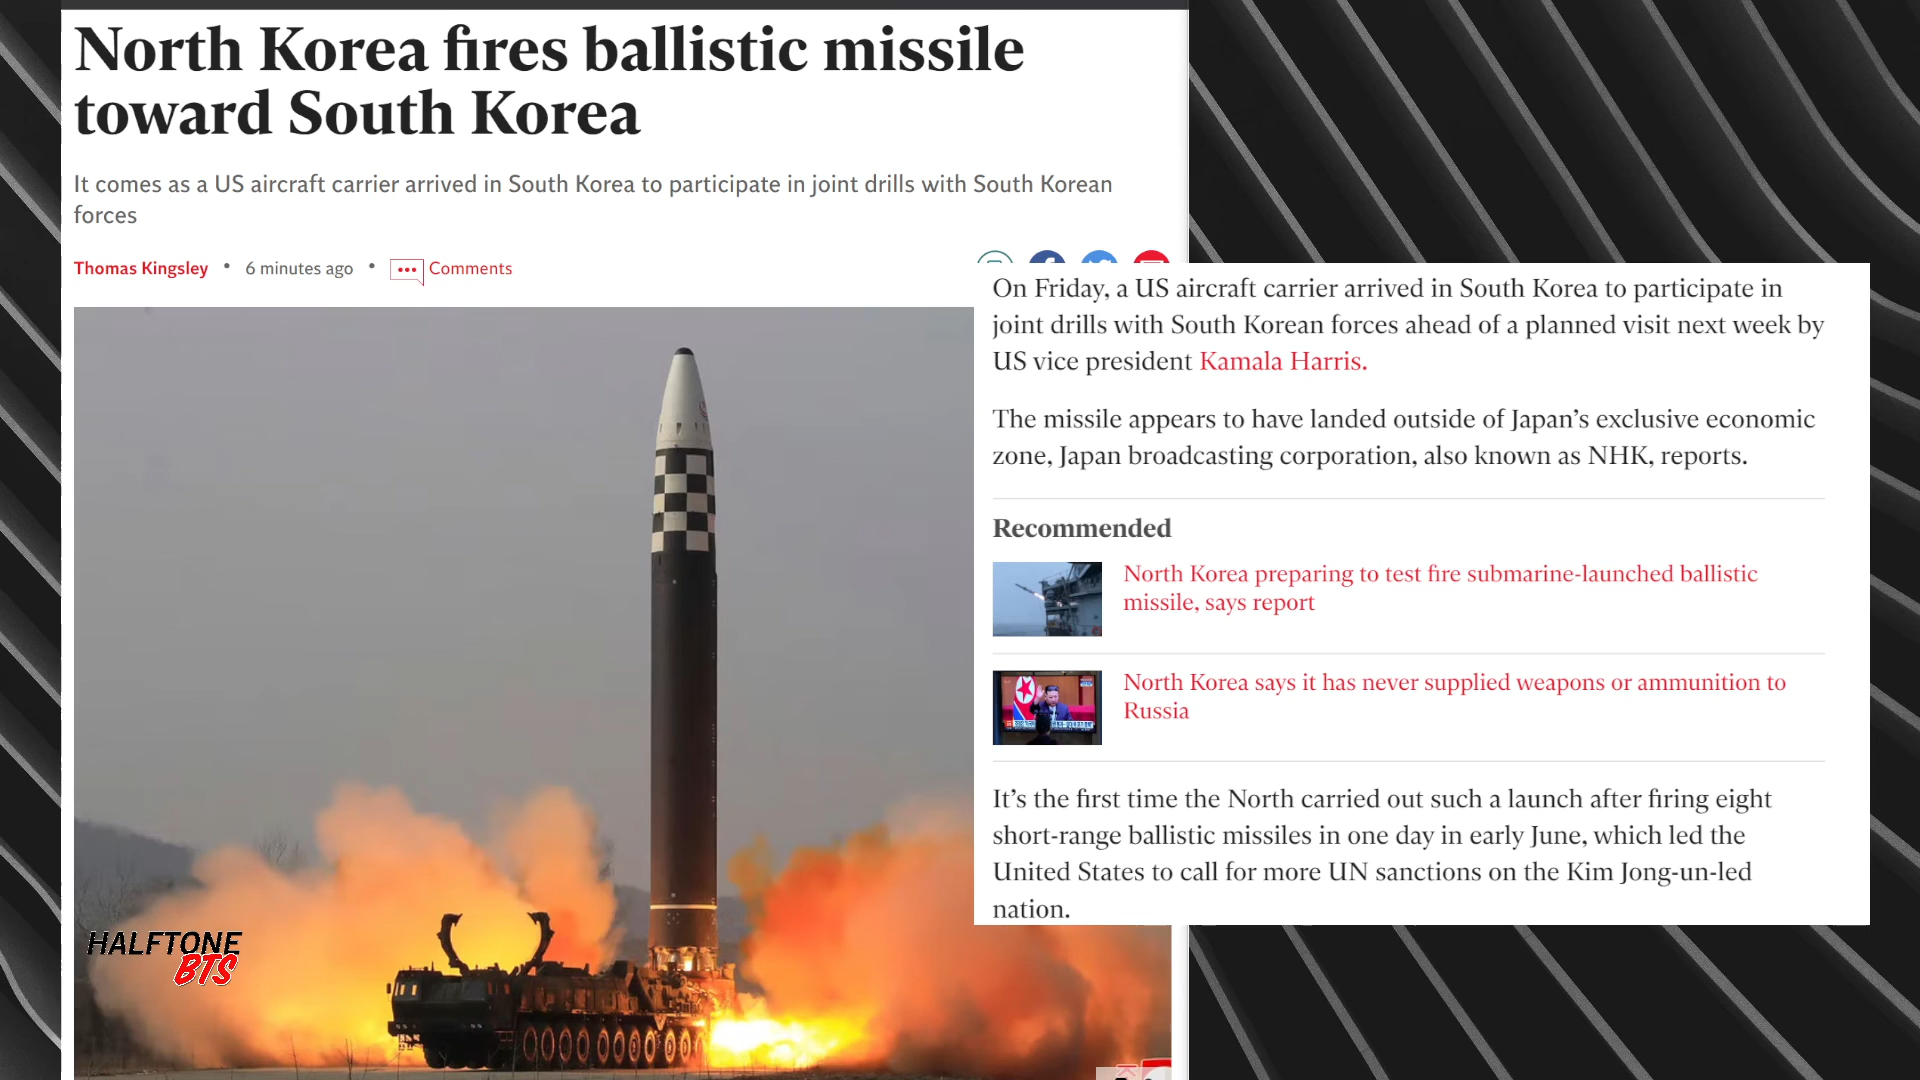 North Korea fires ballistic missile
toward South Korea
It comes as a US aircraft carrier arrived in South Korea to participate in joint drills with South Korean
forces
Thomas Kingsley • 6 minutes ago • Comments
On Friday, a US aircraft carrier arrived in South Korea to participate in
joint drills with South Korean forces ahead of a planned visit next week by
US vice president Kamala Harris.
The missile appears to have landed outside of Japan’s exclusive economic
zone, Japan broadcasting corporation, also known as NHK, reports.
Recommended
North Korea preparing to test fire submarine-launched ballistic
missile, says report
North Korea says it has never supplied weapons or ammunition to
Russia
It’s the first time the North carried out such a launch after firing eight
short-range ballistic missiles in one day in early June, which led the
United States to call for more UN sanctions on the Kim Jong-un-led
nation.
HALFTONE
BTS